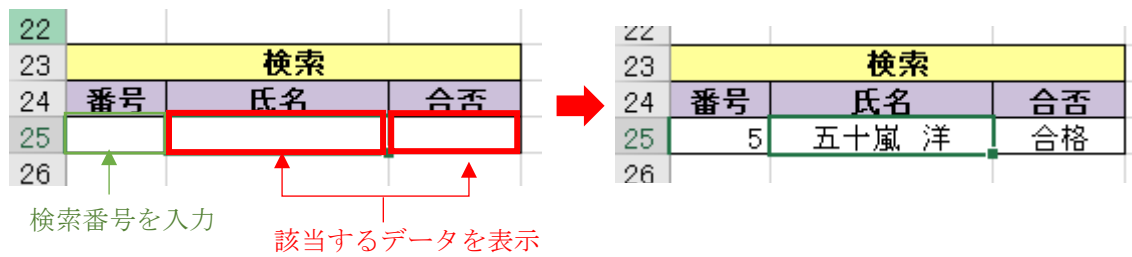 22
23 検索
24 番号 氏名 合否
25
26
検索番号を入力
該当するデータを表示
22
23 検索
24 番号 氏名 合否
25 5 五十嵐 洋 合格
26